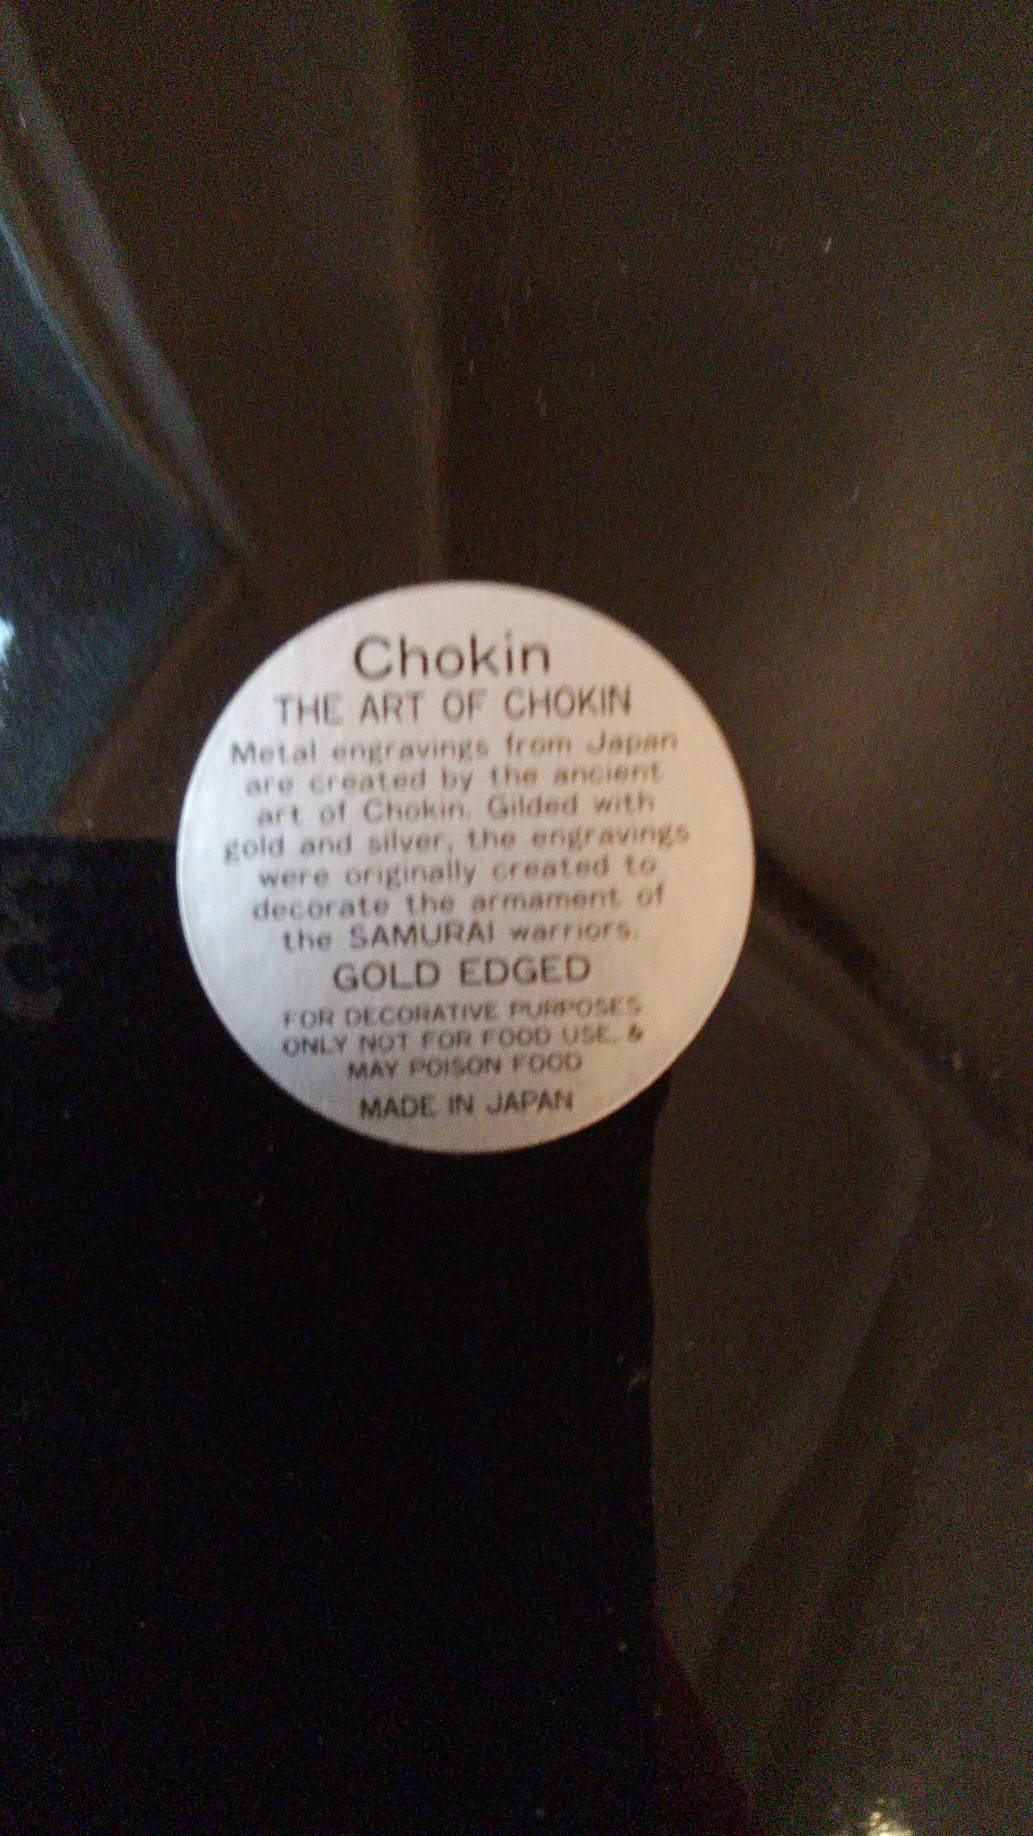 Chokin
THE ART OF CHOKIN
Metal engravings from Japan
are created by the ancient
art of Chokin. Gilded with
gold and silver, the engravings
were originally created to
decorate the armament of
the SAMURAI warriors.
GOLD EDGED
FOR DECORATIVE PURPOSES
ONLY NOT FOR FOOD USE, &
MAY POISON FOOD
MADE IN JAPAN